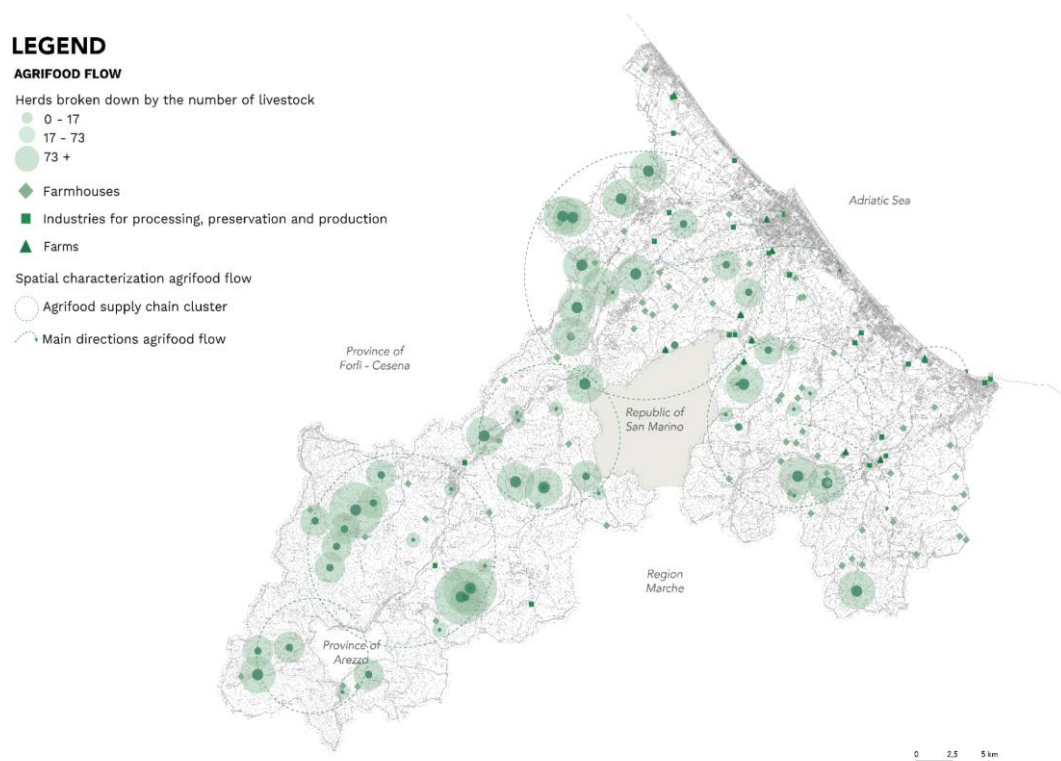 LEGEND
AGRIFOOD FLOW
Herds broken down by the number of livestock
0 - 17
17 - 73
73 +
Farmhouses
Industries for processing, preservation and production
Farms
Spatial characterization agrifood flow
Agrifood supply chain cluster
Main directions agrifood flow
Adriatic Sea
Province of
Forlì - Cesena
Republic of
San Marino
Region
Marche
Province of
Arezzo
0 2,5 5 km